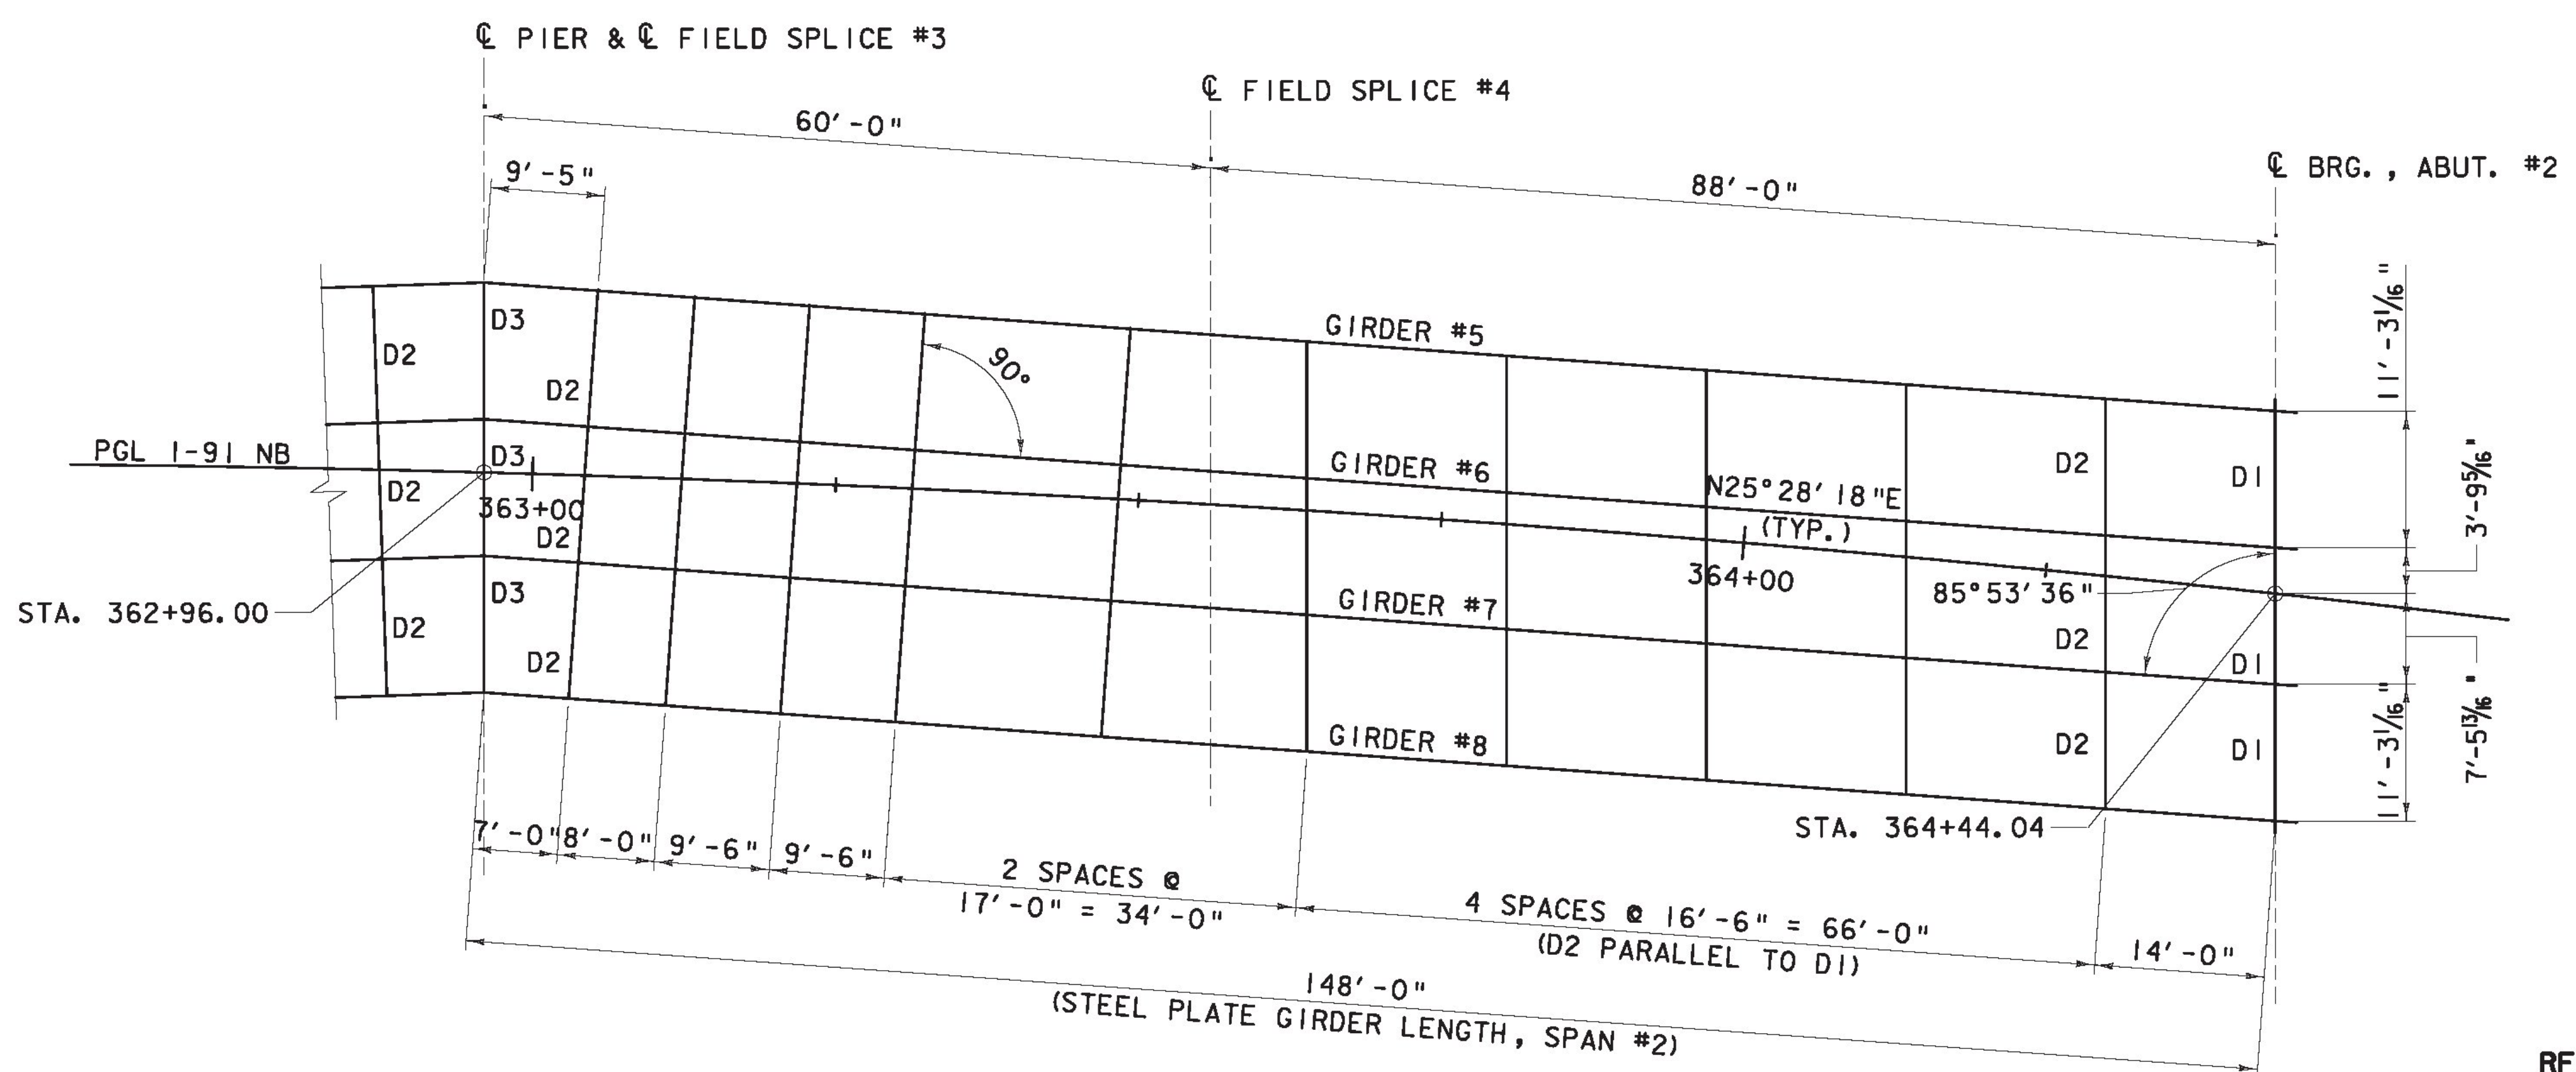 ℄ PIER & ℄ FIELD SPLICE #3
℄ FIELD SPLICE #4
60'-0"
9'-5"
88'-0"
℄ BRG., ABUT. #2
11'-3 1/16"
3'-9 5/16"
GIRDER #5
D3
D2
D2
90°
PGL I-91 NB
D3
D2
363+00
D2
GIRDER #6
N25°28'18"E
(TYP.)
D2
D1
364+00
85°53'36"
STA. 362+96.00
D2
D3
D2
GIRDER #7
D2
D1
GIRDER #8
D2
D1
11'-3 1/16"
7'-5 13/16"
STA. 364+44.04
7'-0" 8'-0" 9'-6" 9'-6"
2 SPACES @
17'-0" = 34'-0"
4 SPACES @ 16'-6" = 66'-0"
(D2 PARALLEL TO D1)
14'-0"
148'-0"
(STEEL PLATE GIRDER LENGTH, SPAN #2)